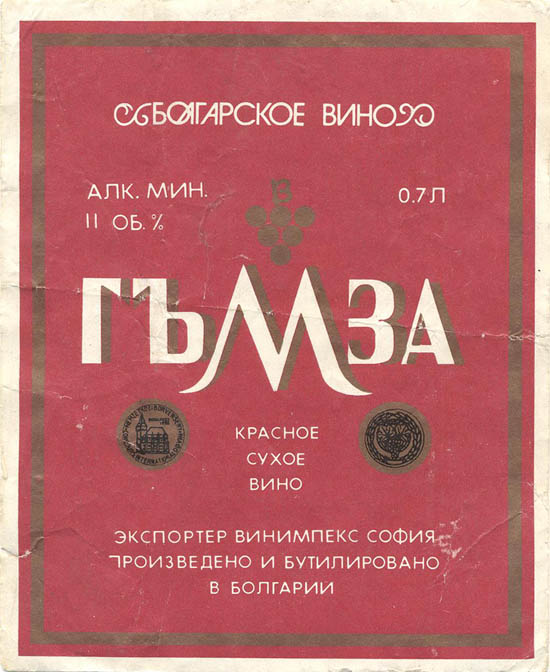 БОЛГАРСКОЕ ВИНО
АЛК. МИН.
11 ОБ. %
0.7 Л
ГЪМЗА
КРАСНОЕ
СУХОЕ
ВИНО
ЭКСПОРТЕР ВИНИМПЕКС СОФИЯ
ПРОИЗВЕДЕНО И БУТИЛИРОВАНО
В БОЛГАРИИ